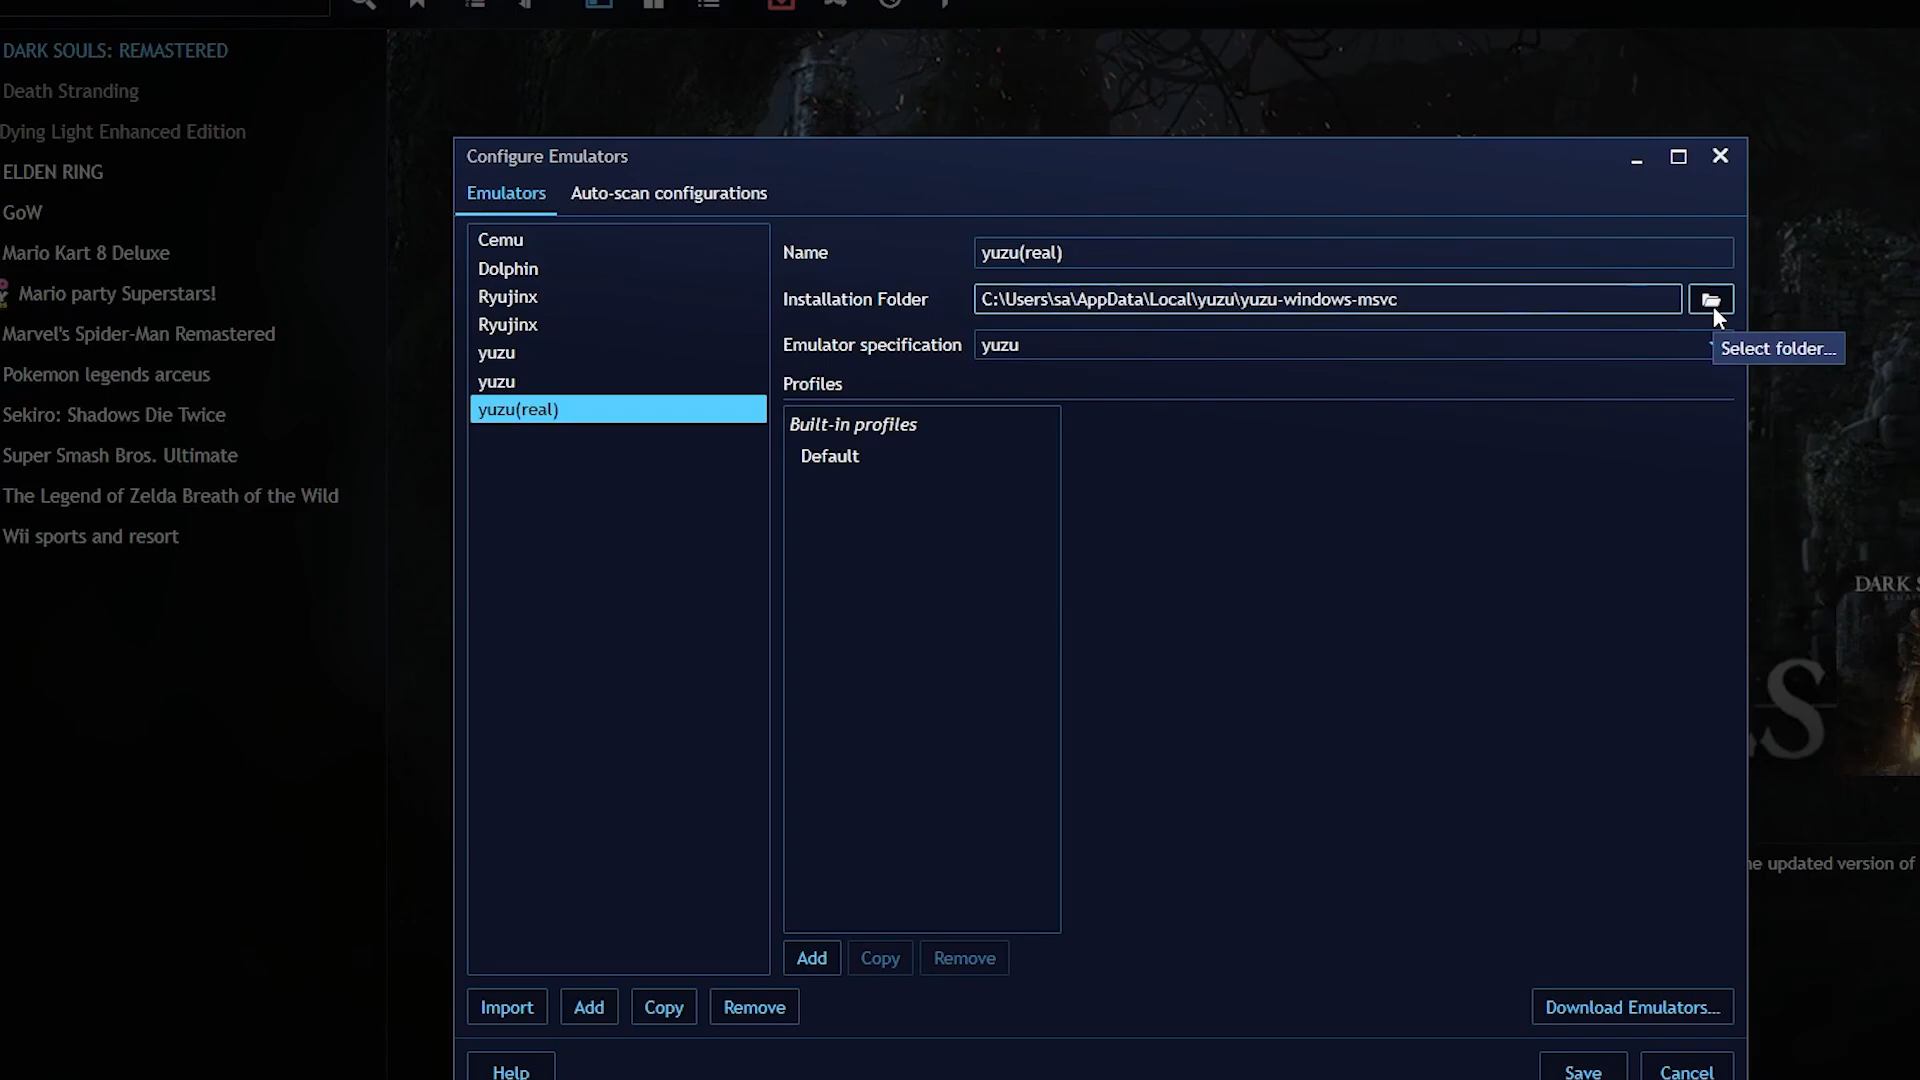 DARK SOULS: REMASTERED
Death Stranding
Dying Light Enhanced Edition
ELDEN RING
GoW
Mario Kart 8 Deluxe
Mario party Superstars!
Marvel's Spider-Man Remastered
Pokemon legends arceus
Sekiro: Shadows Die Twice
Super Smash Bros. Ultimate
The Legend of Zelda Breath of the Wild
Wii sports and resort
Configure Emulators
Emulators
Auto-scan configurations
Cemu
Dolphin
Ryujinx
Ryujinx
yuzu
yuzu
yuzu(real)
Name
yuzu(real)
Installation Folder
C:\Users\sa\AppData\Local\yuzu\yuzu-windows-msvc
Emulator specification
yuzu
Select folder...
Profiles
Built-in profiles
Default
Add
Copy
Remove
Import
Add
Copy
Remove
Download Emulators...
Help
Save
Cancel
DARK S
LS
he updated version of